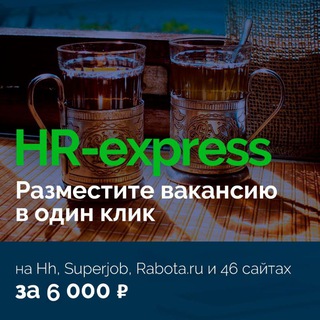 HR-express
Разместите вакансию
в один клик
на Hh, Superjob, Rabota.ru и 46 сайтах
за 6 000 ₽